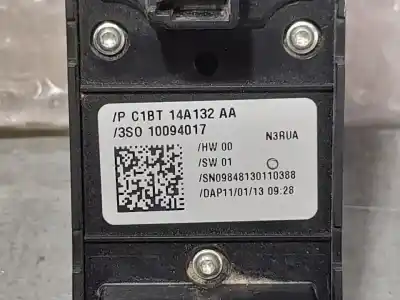 /P C1BT 14A132 AA
/3SO 10094017
N3RUA
/HW 00
/SW 01
/SN09848130110388
/DAP11/01/13 09:28